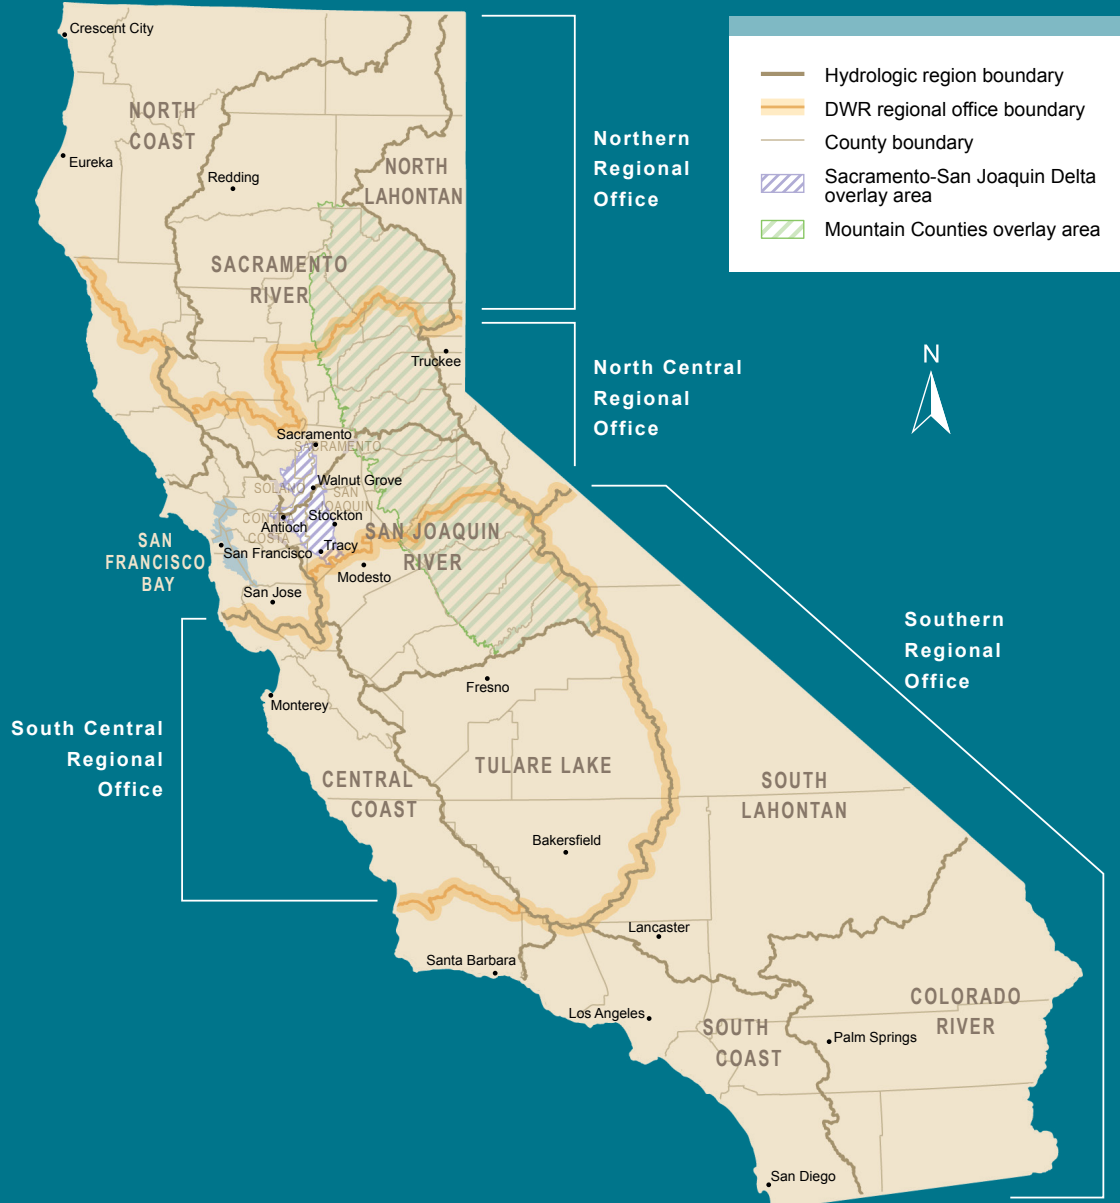 Crescent City
NORTH
COAST
Eureka
Redding
NORTH
LAHONTAN
SACRAMENTO
RIVER
Truckee
Sacramento
SACRAMENTO
Walnut Grove
SOLANO
SAN
JOAQUIN
CONTRA
COSTA
Antioch
Stockton
SAN JOAQUIN
RIVER
Tracy
San Francisco
SAN
FRANCISCO
BAY
Modesto
San Jose
Monterey
Fresno
CENTRAL
COAST
TULARE LAKE
SOUTH
LAHONTAN
Bakersfield
Lancaster
Santa Barbara
Los Angeles
SOUTH
COAST
COLORADO
RIVER
Palm Springs
San Diego
Northern
Regional
Office
North Central
Regional
Office
Southern
Regional
Office
South Central
Regional
Office
Hydrologic region boundary
DWR regional office boundary
County boundary
Sacramento-San Joaquin Delta
overlay area
Mountain Counties overlay area
N